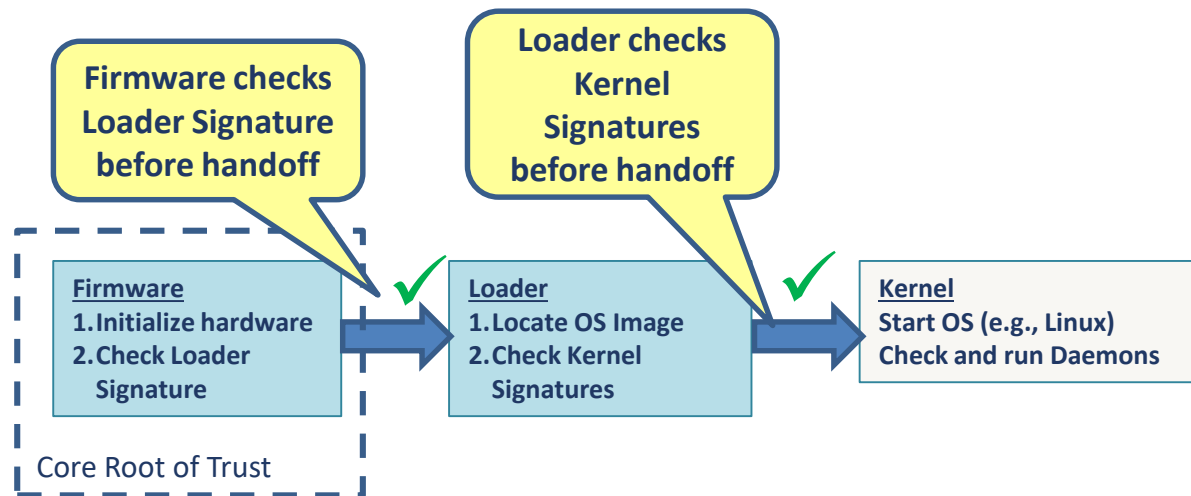 Firmware checks
Loader Signature
before handoff
Loader checks
Kernel
Signatures
before handoff
Firmware
1.Initialize hardware
2.Check Loader
Signature
Loader
1.Locate OS Image
2.Check Kernel
Signatures
Kernel
Start OS (e.g., Linux)
Check and run Daemons
Core Root of Trust